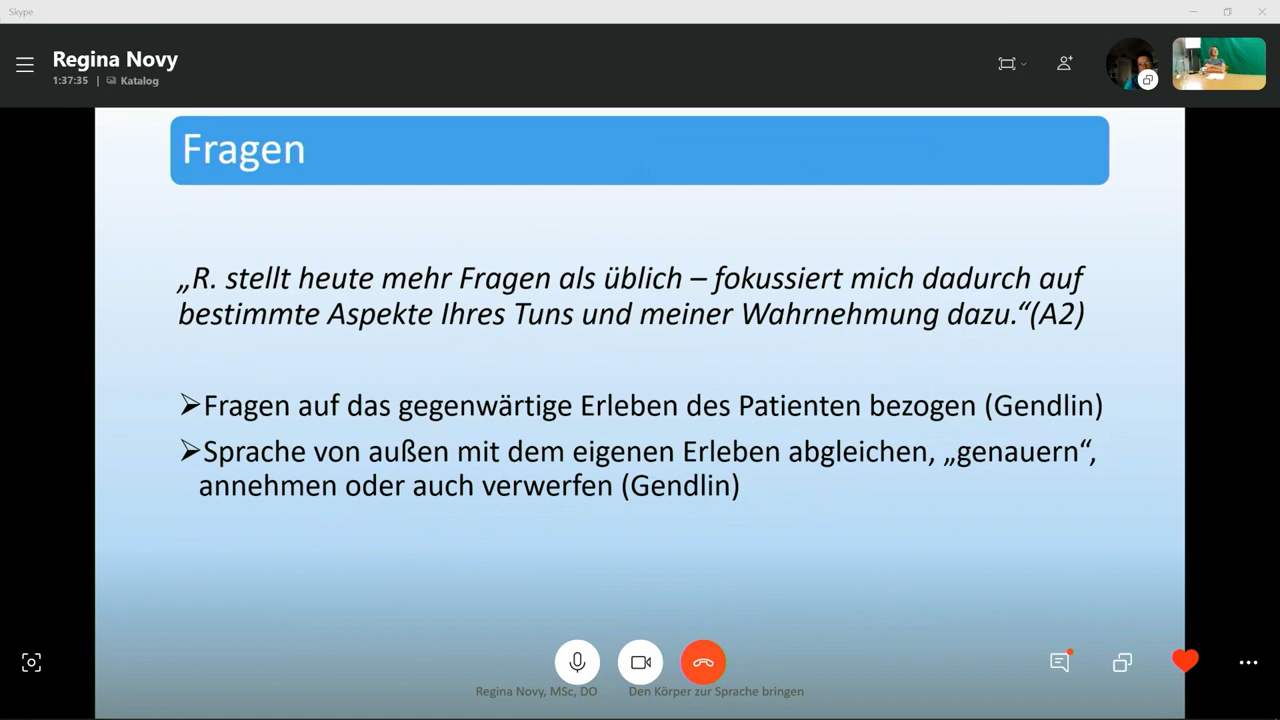 Skype
Regina Novy
1:37:35 | Katalog
Fragen
„R. stellt heute mehr Fragen als üblich – fokussiert mich dadurch auf
bestimmte Aspekte Ihres Tuns und meiner Wahrnehmung dazu.“(A2)
➢Fragen auf das gegenwärtige Erleben des Patienten bezogen (Gendlin)
➢Sprache von außen mit dem eigenen Erleben abgleichen, „genauern“,
annehmen oder auch verwerfen (Gendlin)
Regina Novy, MSc, DO Den Körper zur Sprache bringen